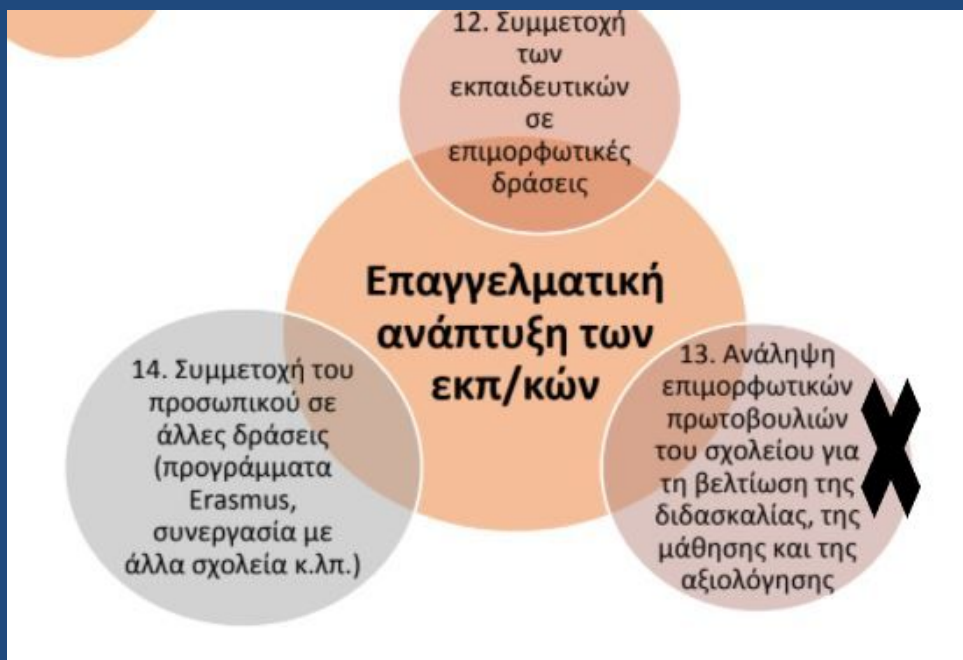 12. Συμμετοχή
των
εκπαιδευτικών
σε
επιμορφωτικές
δράσεις
Επαγγελματική
ανάπτυξη των
εκπ/κών
13. Ανάληψη
επιμορφωτικών
πρωτοβουλιών
του σχολείου για
τη βελτίωση της
διδασκαλίας, της
μάθησης και της
αξιολόγησης
14. Συμμετοχή του
προσωπικού σε
άλλες δράσεις
(προγράμματα
Erasmus,
συνεργασία με
άλλα σχολεία κ.λπ.)